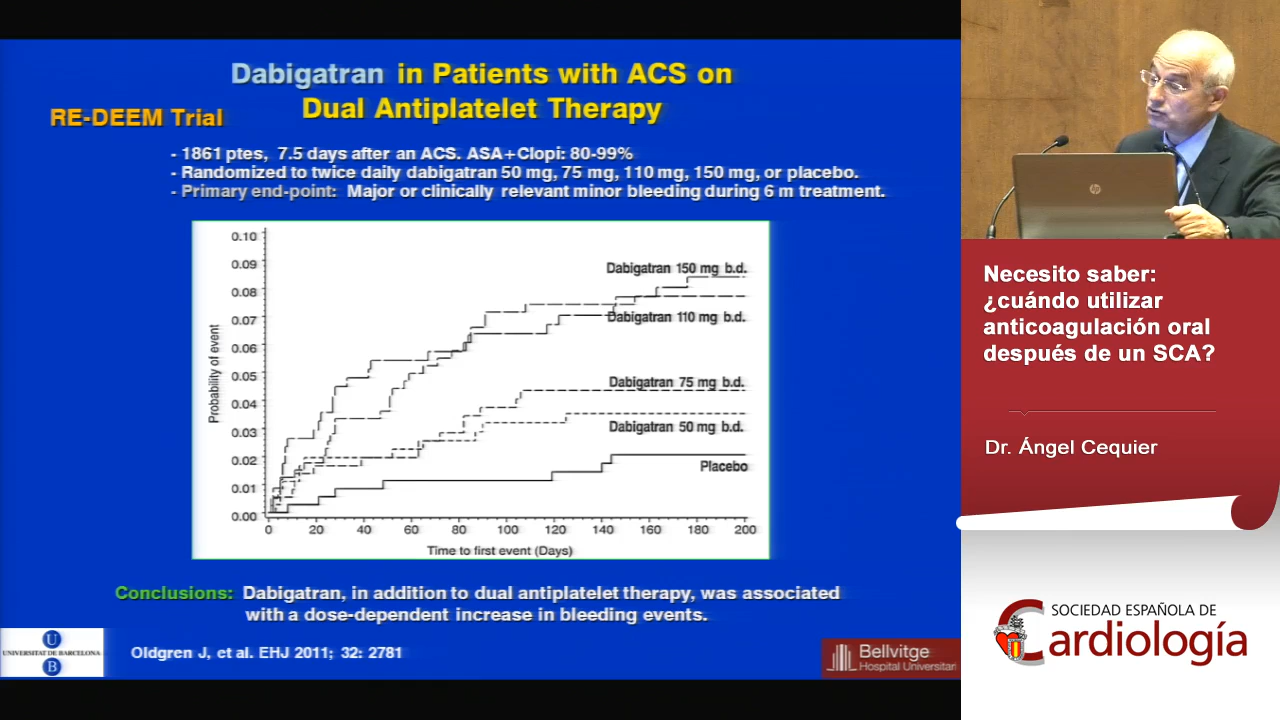 Dabigatran in Patients with ACS on
Dual Antiplatelet Therapy
RE-DEEM Trial
- 1861 ptes, 7.5 days after an ACS. ASA+Clopi: 80-99%
- Randomized to twice daily dabigatran 50 mg, 75 mg, 110 mg, 150 mg, or placebo.
- Primary end-point: Major or clinically relevant minor bleeding during 6 m treatment.
Probability of event
0.10
0.09
0.08
0.07
0.06
0.05
0.04
0.03
0.02
0.01
0.00
Dabigatran 150 mg b.d.
Dabigatran 110 mg b.d.
Dabigatran 75 mg b.d.
Dabigatran 50 mg b.d.
Placebo
0 20 40 60 80 100 120 140 160 180 200
Time to first event (Days)
Conclusions: Dabigatran, in addition to dual antiplatelet therapy, was associated
with a dose-dependent increase in bleeding events.
U
UNIVERSITAT DE BARCELONA
B
Oldgren J, et al. EHJ 2011; 32: 2781
Bellvitge
Hospital Universitari
hp
Necesito saber:
¿cuándo utilizar
anticoagulación oral
después de un SCA?
Dr. Ángel Cequier
SOCIEDAD ESPAÑOLA DE
Cardiología